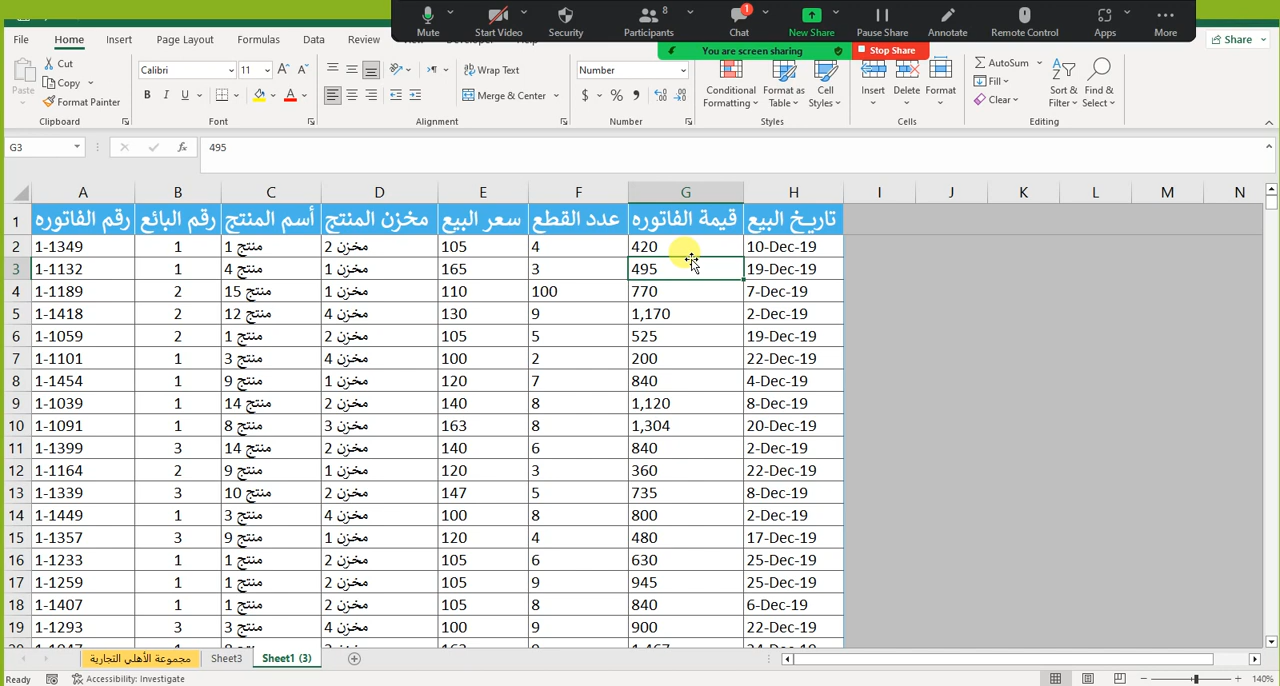 Mute
Start Video
Security
8
Participants
1
Chat
New Share
Pause Share
Annotate
Remote Control
Apps
More
You are screen sharing
Stop Share
File Home Insert Page Layout Formulas Data Review
Share
Paste
Cut
Copy
Format Painter
Clipboard
Calibri 11
B I U
Font
Wrap Text
Merge & Center
Alignment
Number
$ % ,
Number
Conditional Formatting
Format as Table
Cell Styles
Styles
Insert
Delete
Format
Cells
AutoSum
Fill
Clear
Sort & Filter
Find & Select
Editing
G3 fx 495
A B C D E F G H I J K L M N
1 رقم الفاتوره رقم البائع أسم المنتج مخزن المنتج سعر البيع عدد القطع قيمة الفاتوره تاريخ البيع
2 1-1349 1 منتج 1 مخزن 2 105 4 420 10-Dec-19
3 1-1132 1 منتج 4 مخزن 1 165 3 495 19-Dec-19
4 1-1189 2 منتج 15 مخزن 1 110 100 770 7-Dec-19
5 1-1418 2 منتج 12 مخزن 4 130 9 1,170 2-Dec-19
6 1-1059 2 منتج 1 مخزن 2 105 5 525 19-Dec-19
7 1-1101 1 منتج 3 مخزن 4 100 2 200 22-Dec-19
8 1-1454 1 منتج 9 مخزن 1 120 7 840 4-Dec-19
9 1-1039 1 منتج 14 مخزن 2 140 8 1,120 8-Dec-19
10 1-1091 1 منتج 8 مخزن 3 163 8 1,304 20-Dec-19
11 1-1399 3 منتج 14 مخزن 2 140 6 840 2-Dec-19
12 1-1164 2 منتج 9 مخزن 1 120 3 360 22-Dec-19
13 1-1339 3 منتج 10 مخزن 2 147 5 735 8-Dec-19
14 1-1449 1 منتج 3 مخزن 4 100 8 800 2-Dec-19
15 1-1357 3 منتج 9 مخزن 1 120 4 480 17-Dec-19
16 1-1233 1 منتج 1 مخزن 2 105 6 630 25-Dec-19
17 1-1259 1 منتج 1 مخزن 2 105 9 945 25-Dec-19
18 1-1407 1 منتج 1 مخزن 2 105 8 840 6-Dec-19
19 1-1293 3 منتج 3 مخزن 4 100 9 900 22-Dec-19
مجموعة الأهلي التجارية Sheet3 Sheet1 (3)
Ready Accessibility: Investigate 140%